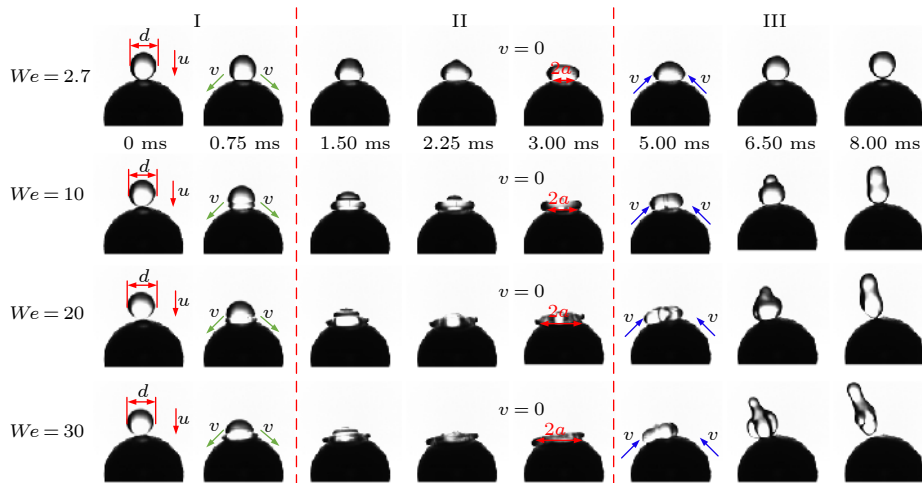 I II III
d u v v v = 0
We = 2.7 2a v v
0 ms 0.75 ms 1.50 ms 2.25 ms 3.00 ms 5.00 ms 6.50 ms 8.00 ms
d v = 0
We = 10 u v v 2a v v
d v = 0
We = 20 u v v 2a v v
d v = 0
We = 30 u v v 2a v v